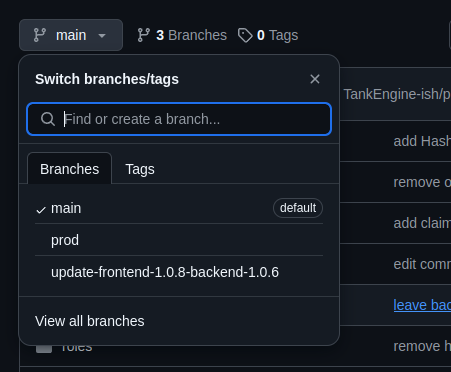 main
3 Branches
0 Tags
Switch branches/tags
TankEngine-ish/p
Find or create a branch...
add Hash
Branches
Tags
remove o
main
default
add claim
prod
edit com
update-frontend-1.0.8-backend-1.0.6
leave bac
View all branches
roles
remove h